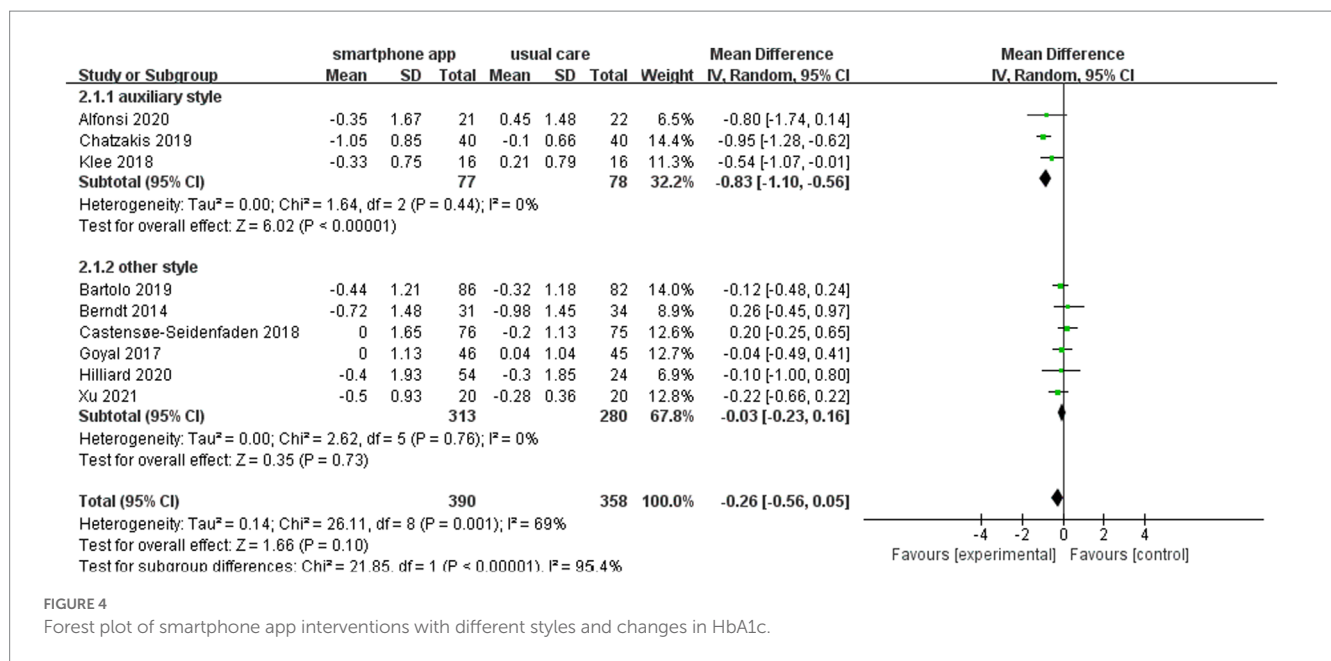 smartphone app usual care Mean Difference Mean Difference
Study or Subgroup Mean SD Total Mean SD Total Weight IV, Random, 95% CI IV, Random, 95% CI
2.1.1 auxiliary style
Alfonsi 2020 -0.35 1.67 21 0.45 1.48 22 6.5% -0.80 [-1.74, 0.14]
Chatzakis 2019 -1.05 0.85 40 -0.1 0.66 40 14.4% -0.95 [-1.28, -0.62]
Klee 2018 -0.33 0.75 16 0.21 0.79 16 11.3% -0.54 [-1.07, -0.01]
Subtotal (95% CI) 77 78 32.2% -0.83 [-1.10, -0.56]
Heterogeneity: Tau² = 0.00; Chi² = 1.64, df = 2 (P = 0.44); I² = 0%
Test for overall effect: Z = 6.02 (P < 0.00001)
2.1.2 other style
Bartolo 2019 -0.44 1.21 86 -0.32 1.18 82 14.0% -0.12 [-0.48, 0.24]
Berndt 2014 -0.72 1.48 31 -0.98 1.45 34 8.9% 0.26 [-0.45, 0.97]
Castensøe-Seidenfaden 2018 0 1.65 76 -0.2 1.13 75 12.6% 0.20 [-0.25, 0.65]
Goyal 2017 0 1.13 46 0.04 1.04 45 12.7% -0.04 [-0.49, 0.41]
Hilliard 2020 -0.4 1.93 54 -0.3 1.85 24 6.9% -0.10 [-1.00, 0.80]
Xu 2021 -0.5 0.93 20 -0.28 0.36 20 12.8% -0.22 [-0.66, 0.22]
Subtotal (95% CI) 313 280 67.8% -0.03 [-0.23, 0.16]
Heterogeneity: Tau² = 0.00; Chi² = 2.62, df = 5 (P = 0.76); I² = 0%
Test for overall effect: Z = 0.35 (P = 0.73)
Total (95% CI) 390 358 100.0% -0.26 [-0.56, 0.05]
Heterogeneity: Tau² = 0.14; Chi² = 26.11, df = 8 (P = 0.001); I² = 69%
Test for overall effect: Z = 1.66 (P = 0.10)
Test for subgroup differences: Chi² = 21.85, df = 1 (P < 0.00001), I² = 95.4%
-4 -2 0 2 4
Favours [experimental] Favours [control]
FIGURE 4
Forest plot of smartphone app interventions with different styles and changes in HbA1c.